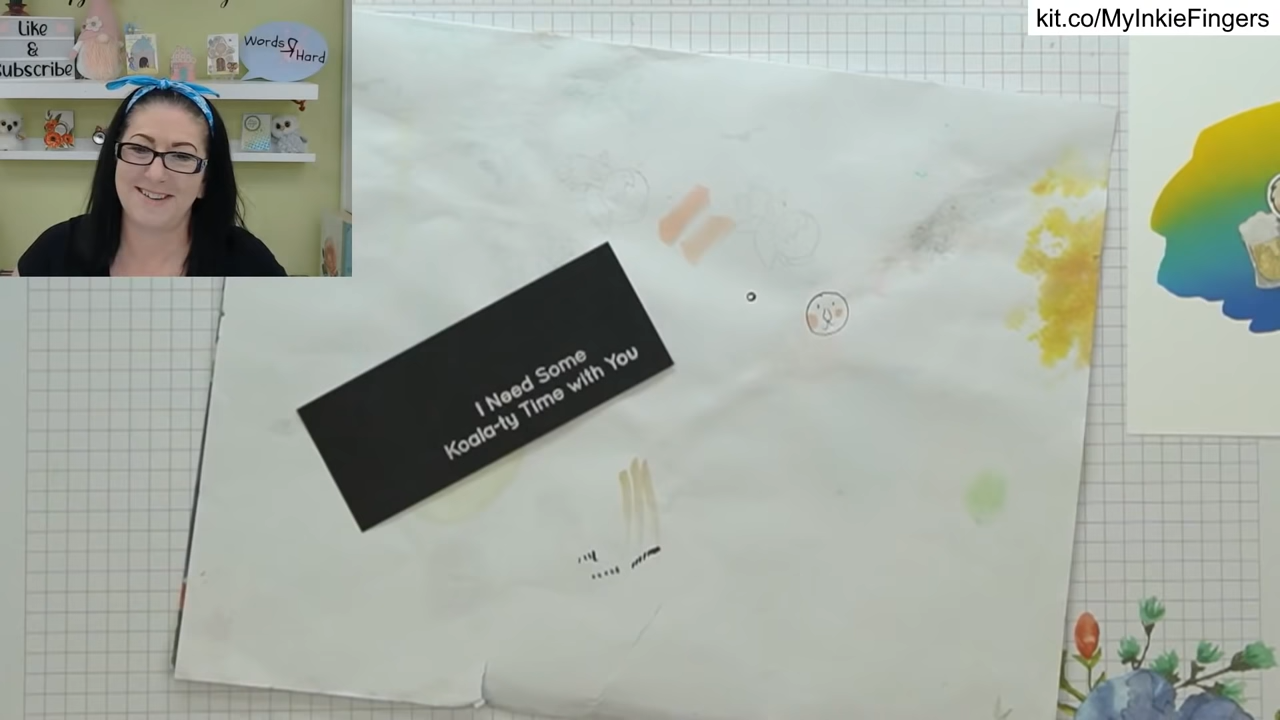 kit.co/MyInkieFingers
Like
&
Subscribe
Words R Hard
I Need Some
Koala-ty Time with You